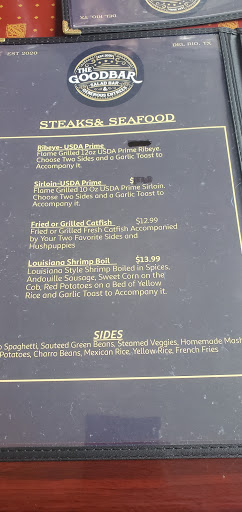 EST 2020
DEL RIO, TX
THE
GOODBAR
SALAD BAR
&
STEAKS& SEAFOOD
Ribeye- USDA Prime
Flame Grilled 12oz USDA Prime Ribeye.
Choose Two Sides and a Garlic Toast to
Accompany it.
Sirloin-USDA Prime $
Flame Grilled 10 Oz USDA Prime Sirloin.
Choose Two Sides and a Garlic Toast to
Accompany it.
Fried or Grilled Catfish $12.99
Fried or Grilled Fresh Catfish Accompanied
by Your Two Favorite Sides and
Hushpuppies
Louisiana Shrimp Boil $13.99
Louisiana Style Shrimp Boiled in Spices,
Andouille Sausage, Sweet Corn on the
Cob, Red Potatoes on a Bed of Yellow
Rice and Garlic Toast to Accompany it.
SIDES
Spaghetti, Sauteed Green Beans, Steamed Veggies, Homemade Mash
Potatoes, Charro Beans, Mexican Rice, Yellow Rice, French Fries